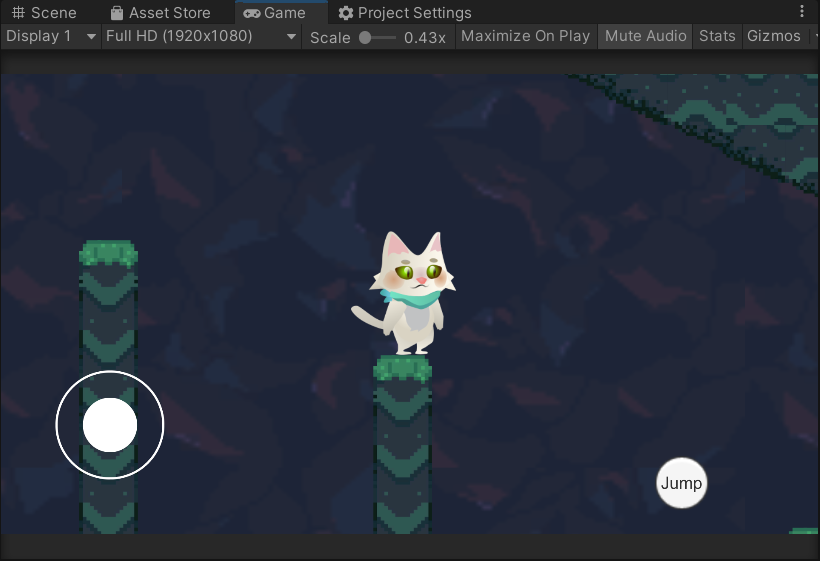 Scene Asset Store Game Project Settings
Display 1 Full HD (1920x1080) Scale 0.43x Maximize On Play Mute Audio Stats Gizmos
Jump